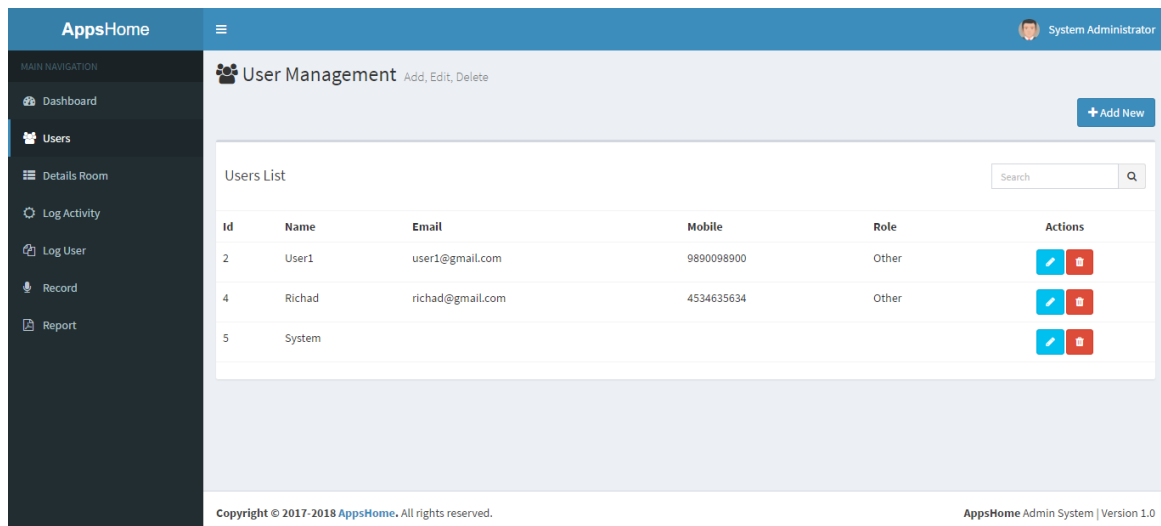 AppsHome
System Administrator
MAIN NAVIGATION
Dashboard
Users
Details Room
Log Activity
Log User
Record
Report
User Management Add, Edit, Delete
Add New
Users List
Search
Id Name Email Mobile Role Actions
2 User1 user1@gmail.com 9890098900 Other
4 Richad richad@gmail.com 4534635634 Other
5 System
Copyright © 2017-2018 AppsHome. All rights reserved.
AppsHome Admin System | Version 1.0